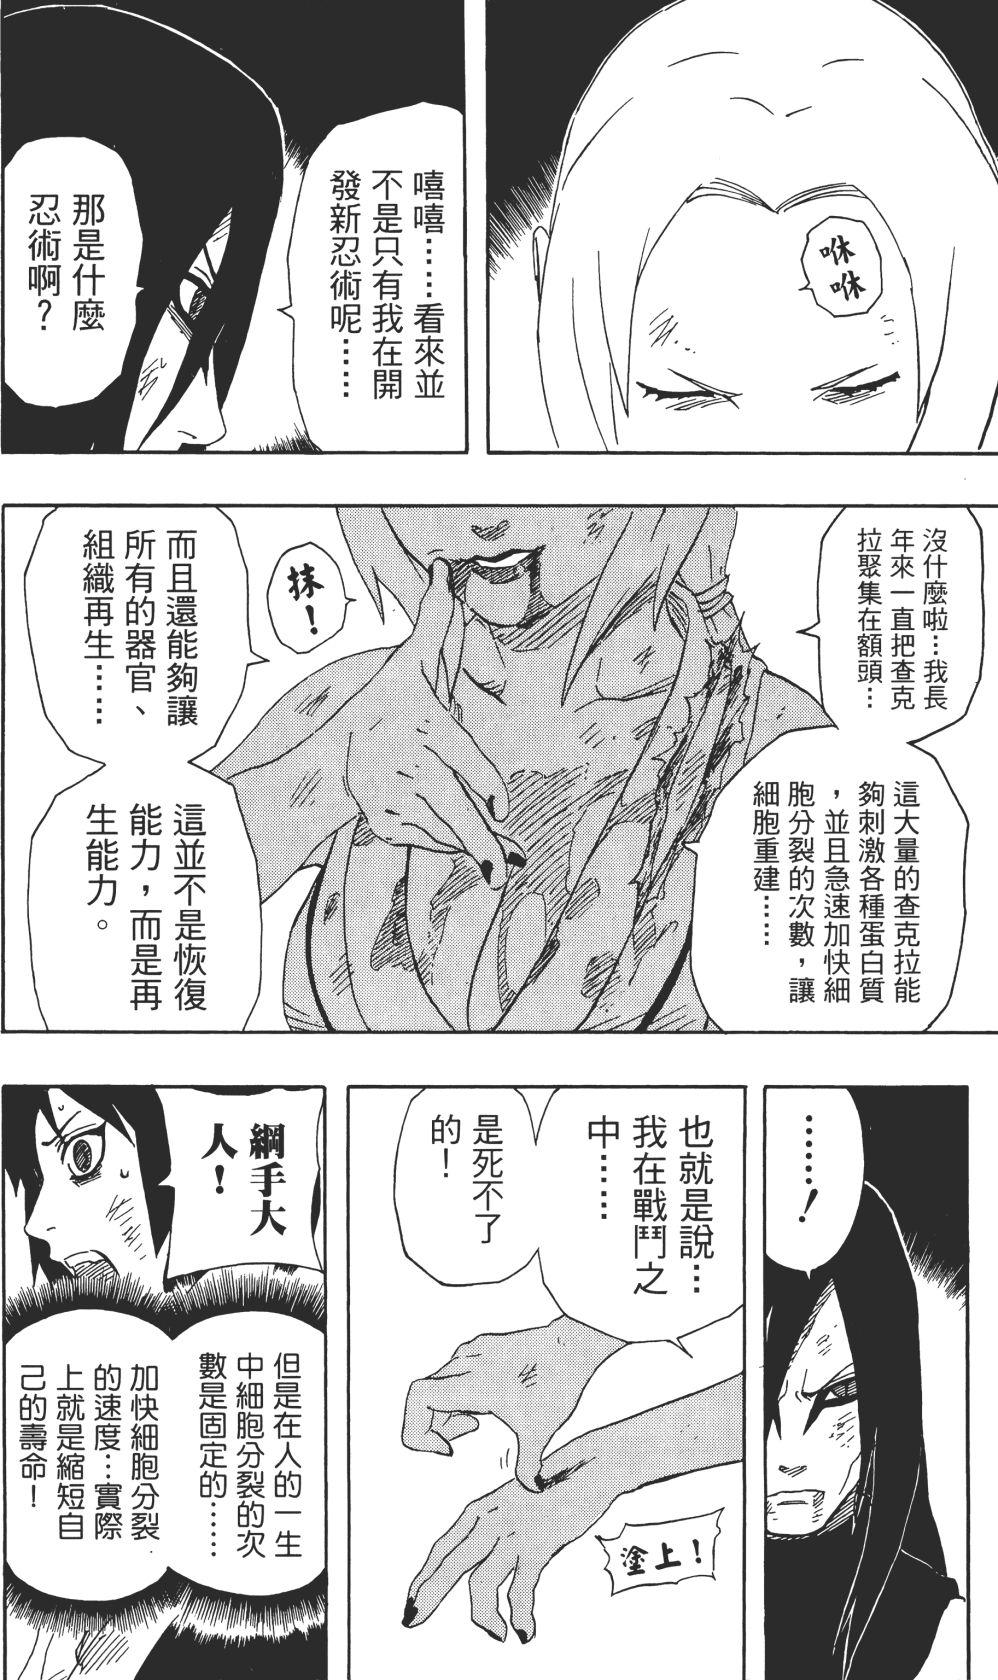 咻
咻
嘻嘻……看來並
不是只有我在開
發新忍術呢……
那是什麼
忍術啊？
沒什麼啦…我長
年來一直把查克
拉聚集在額頭…
這大量的查克拉能
夠刺激各種蛋白質
，並且急速加快細
胞分裂的次數，讓
細胞重建……
抹！
而且還能夠讓
所有的器官、
組織再生……
這並不是恢復
能力，而是再
生能力。
……！
也就是說…
我在戰鬥之
中……
是死不了
的！
塗上！
綱手大
人！
但是在人的一生
中細胞分裂的次
數是固定的……
加快細胞分裂
的速度…實際
上就是縮短自
己的壽命！